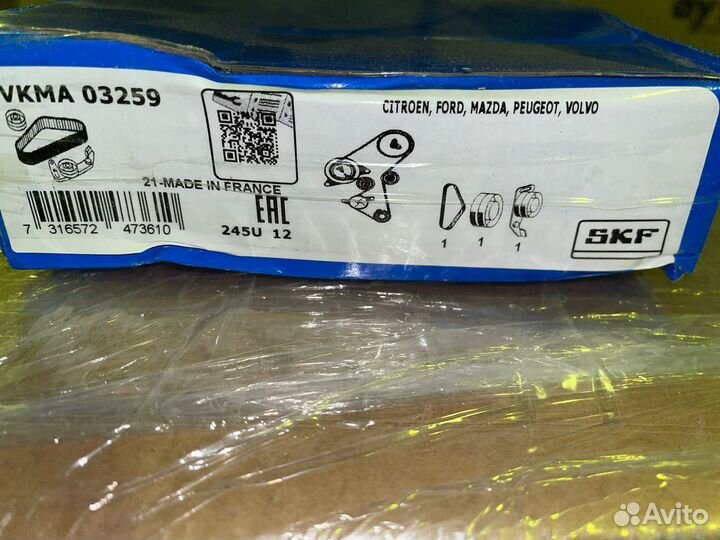 VKMA 03259
CITROEN, FORD, MAZDA, PEUGEOT, VOLVO
21-MADE IN FRANCE
EAC
245U 12
7 316572 473610
1 1 1
SKF
Avito